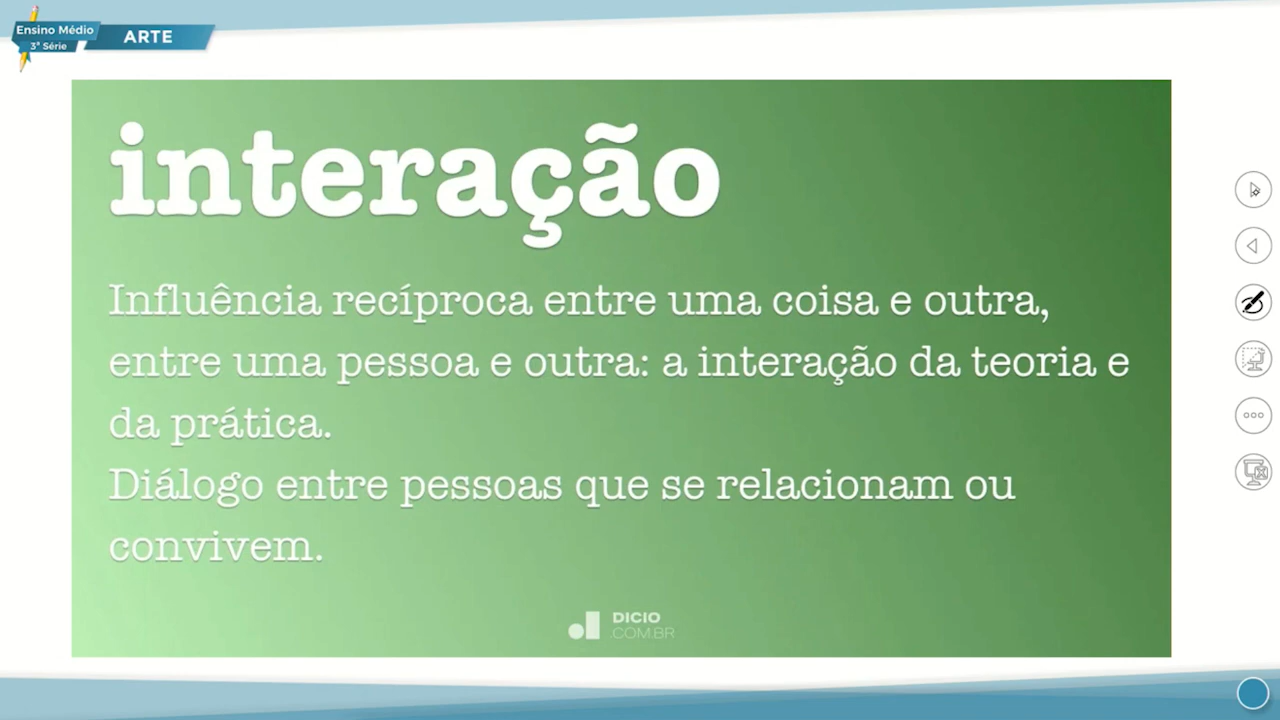 Ensino Médio
3ª Série
ARTE
interação
Influência recíproca entre uma coisa e outra,
entre uma pessoa e outra: a interação da teoria e
da prática.
Diálogo entre pessoas que se relacionam ou
convivem.
DICIO
.COM.BR